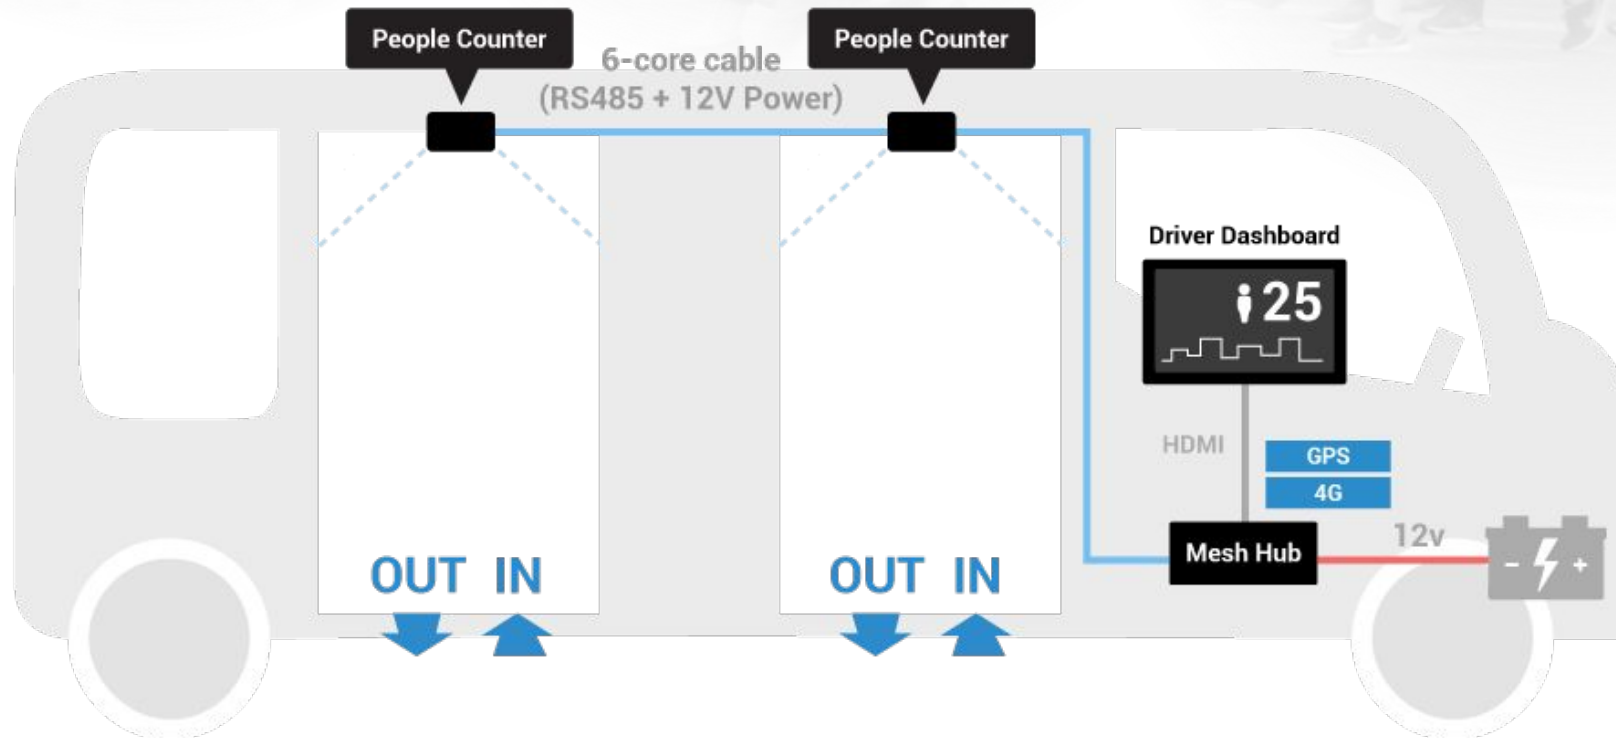 People Counter
6-core cable
(RS485 + 12V Power)
People Counter
Driver Dashboard
25
HDMI
GPS
4G
Mesh Hub
12v
- +
OUT IN
OUT IN